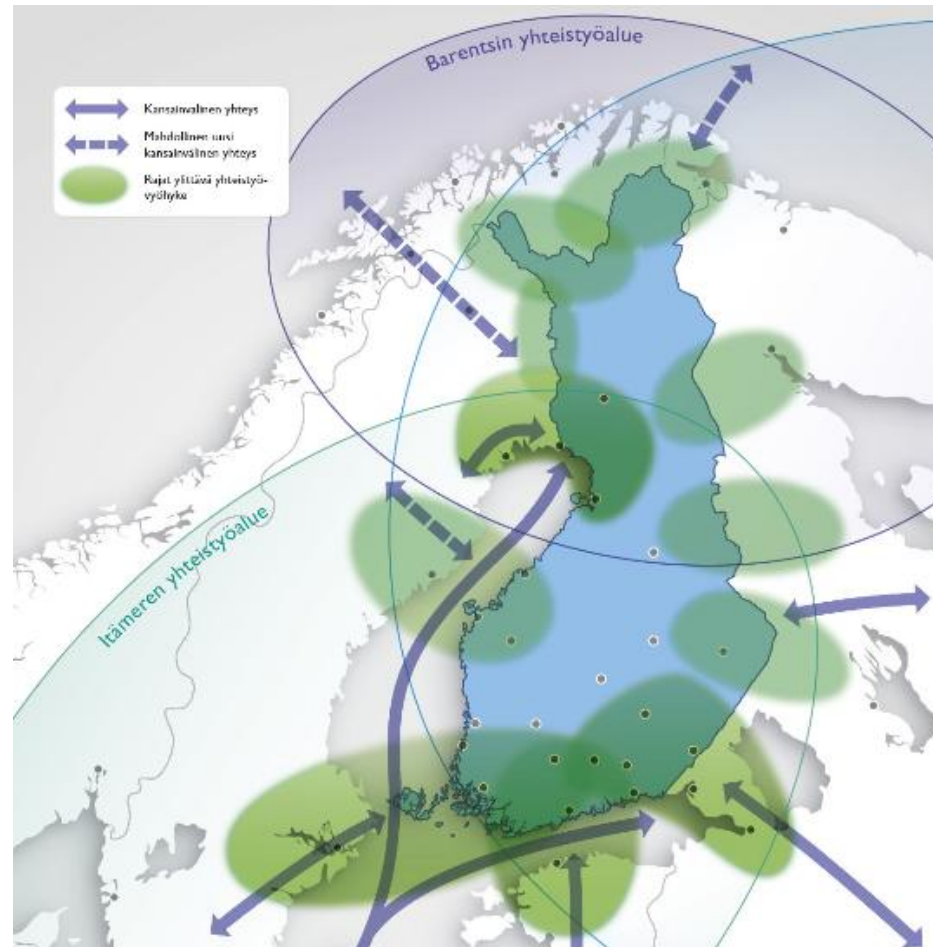 Barentsin yhteistyöalue
Kansainvälinen yhteys
Mahdollinen uusi
kansainvälinen yhteys
Rajat ylittävä yhteistyö-
vyöhyke
Itämeren yhteistyöalue